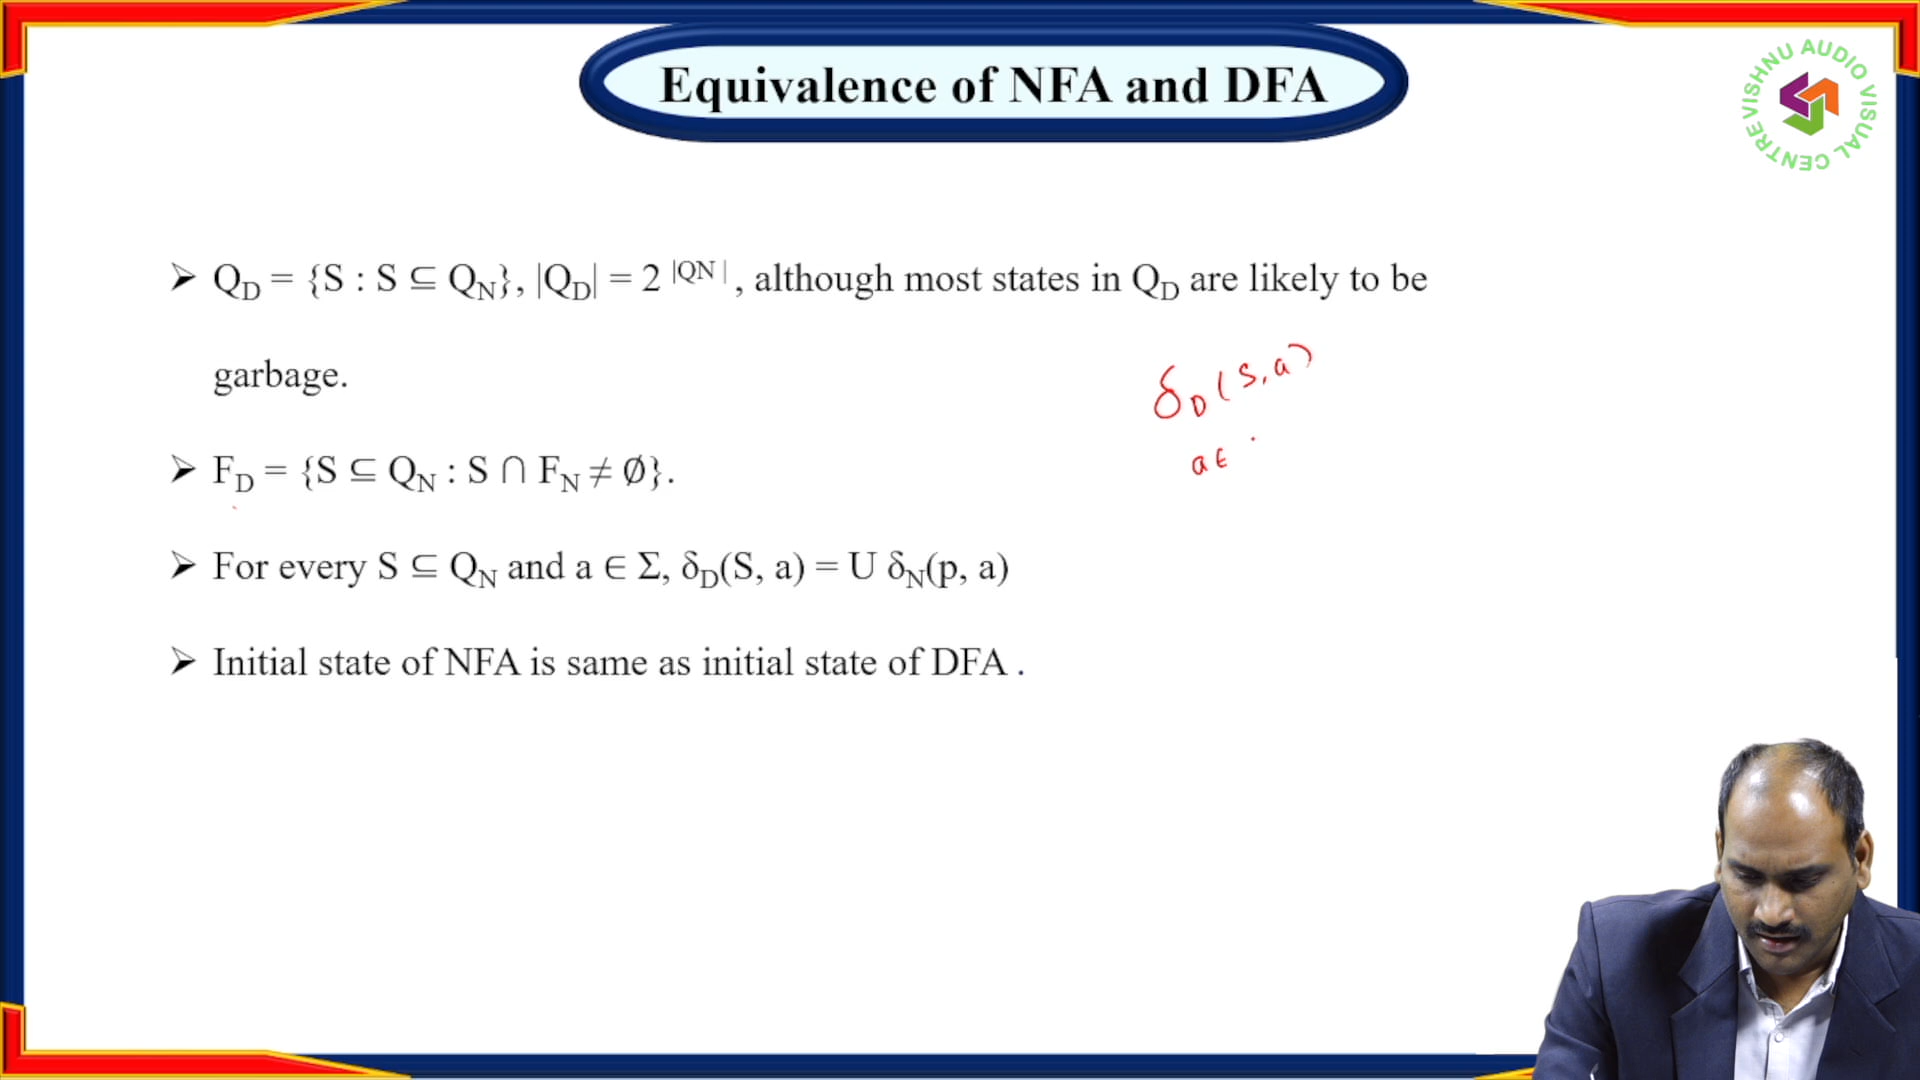 Equivalence of NFA and DFA
VISHNU AUDIO VISUAL CENTRE
➢ Q_D = {S : S ⊆ Q_N}, |Q_D| = 2 ^|QN|, although most states in Q_D are likely to be
garbage.
δ_D (S, a)
a ∈
➢ F_D = {S ⊆ Q_N : S ∩ F_N ≠ ∅}.
➢ For every S ⊆ Q_N and a ∈ Σ, δ_D(S, a) = U δ_N(p, a)
➢ Initial state of NFA is same as initial state of DFA .